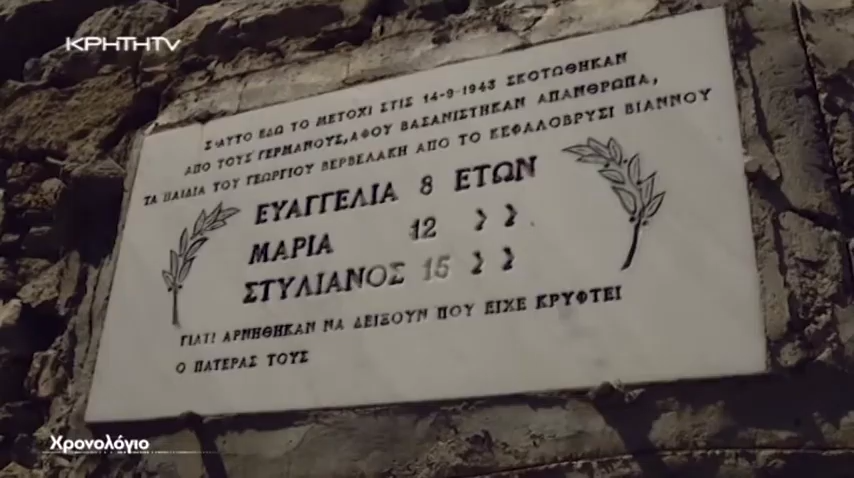 ΚΡΗΤΗTV
Σ'ΑΥΤΟ ΕΔΩ ΤΟ ΜΕΤΟΧΙ ΣΤΙΣ 14-9-1943 ΣΚΟΤΩΘΗΚΑΝ
ΑΠΟ ΤΟΥΣ ΓΕΡΜΑΝΟΥΣ, ΑΦΟΥ ΒΑΣΑΝΙΣΤΗΚΑΝ ΑΠΑΝΘΡΩΠΑ,
ΤΑ ΠΑΙΔΙΑ ΤΟΥ ΓΕΩΡΓΙΟΥ ΒΕΡΒΕΛΑΚΗ ΑΠΟ ΤΟ ΚΕΦΑΛΟΒΡΥΣΙ ΒΙΑΝΝΟΥ
ΕΥΑΓΓΕΛΙΑ 8 ΕΤΩΝ
ΜΑΡΙΑ 12 〉 〉
ΣΤΥΛΙΑΝΟΣ 15 〉 〉
ΓΙΑΤΙ ΑΡΝΗΘΗΚΑΝ ΝΑ ΔΕΙΞΟΥΝ ΠΟΥ ΕΙΧΕ ΚΡΥΦΤΕΙ
Ο ΠΑΤΕΡΑΣ ΤΟΥΣ
Χρονολόγιο